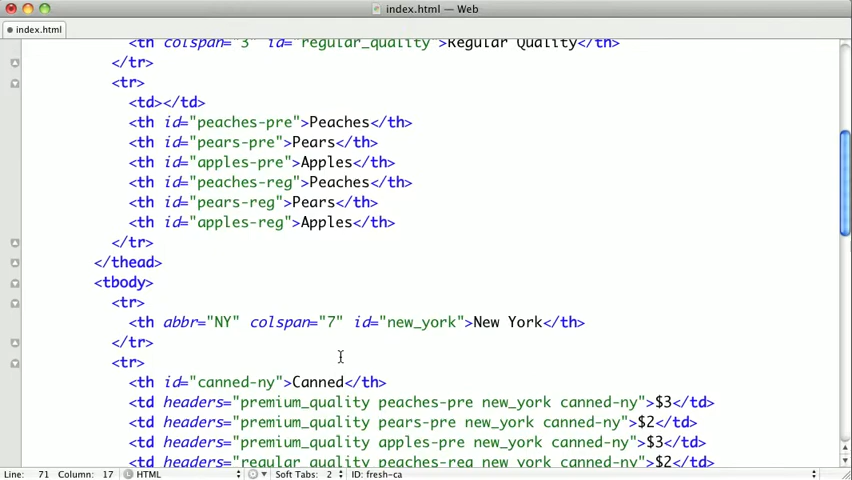 index.html — Web
index.html
<th colspan="3" id="regular_quality">Regular Quality</th>
</tr>
<tr>
<td></td>
<th id="peaches-pre">Peaches</th>
<th id="pears-pre">Pears</th>
<th id="apples-pre">Apples</th>
<th id="peaches-reg">Peaches</th>
<th id="pears-reg">Pears</th>
<th id="apples-reg">Apples</th>
</tr>
</thead>
<tbody>
<tr>
<th abbr="NY" colspan="7" id="new_york">New York</th>
</tr>
<tr>
<th id="canned-ny">Canned</th>
<td headers="premium_quality peaches-pre new_york canned-ny">$3</td>
<td headers="premium_quality pears-pre new_york canned-ny">$2</td>
<td headers="premium_quality apples-pre new_york canned-ny">$3</td>
<td headers="regular_quality peaches-reg new_york canned-ny">$2</td>
Line: 71 Column: 17 HTML Soft Tabs: 2 ID: fresh-ca